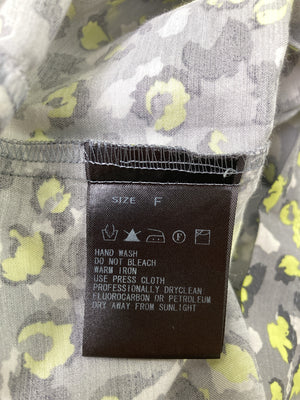 SIZE F
F
HAND WASH
DO NOT BLEACH
WARM IRON
USE PRESS CLOTH
PROFESSIONALLY DRYCLEAN
FLUOROCARBON OR PETROLEUM
DRY AWAY FROM SUNLIGHT